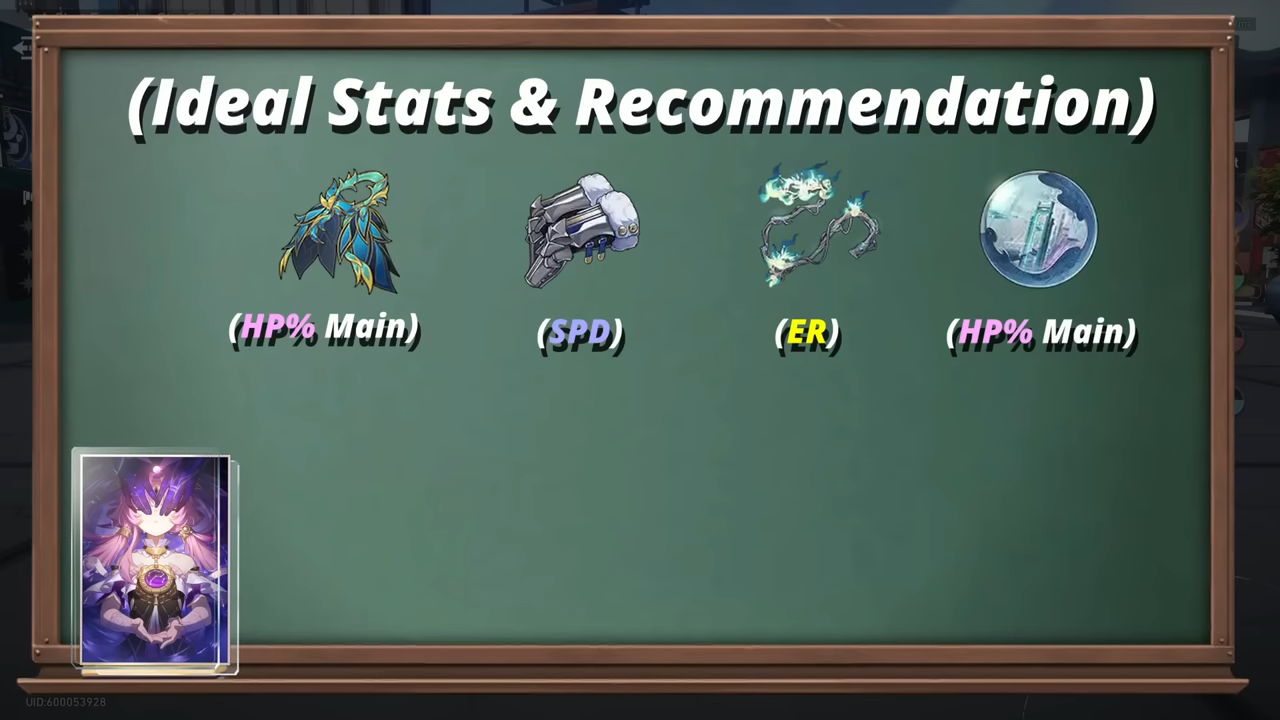 (Ideal Stats & Recommendation)
(HP% Main) (SPD) (ER) (HP% Main)
UID:600053928